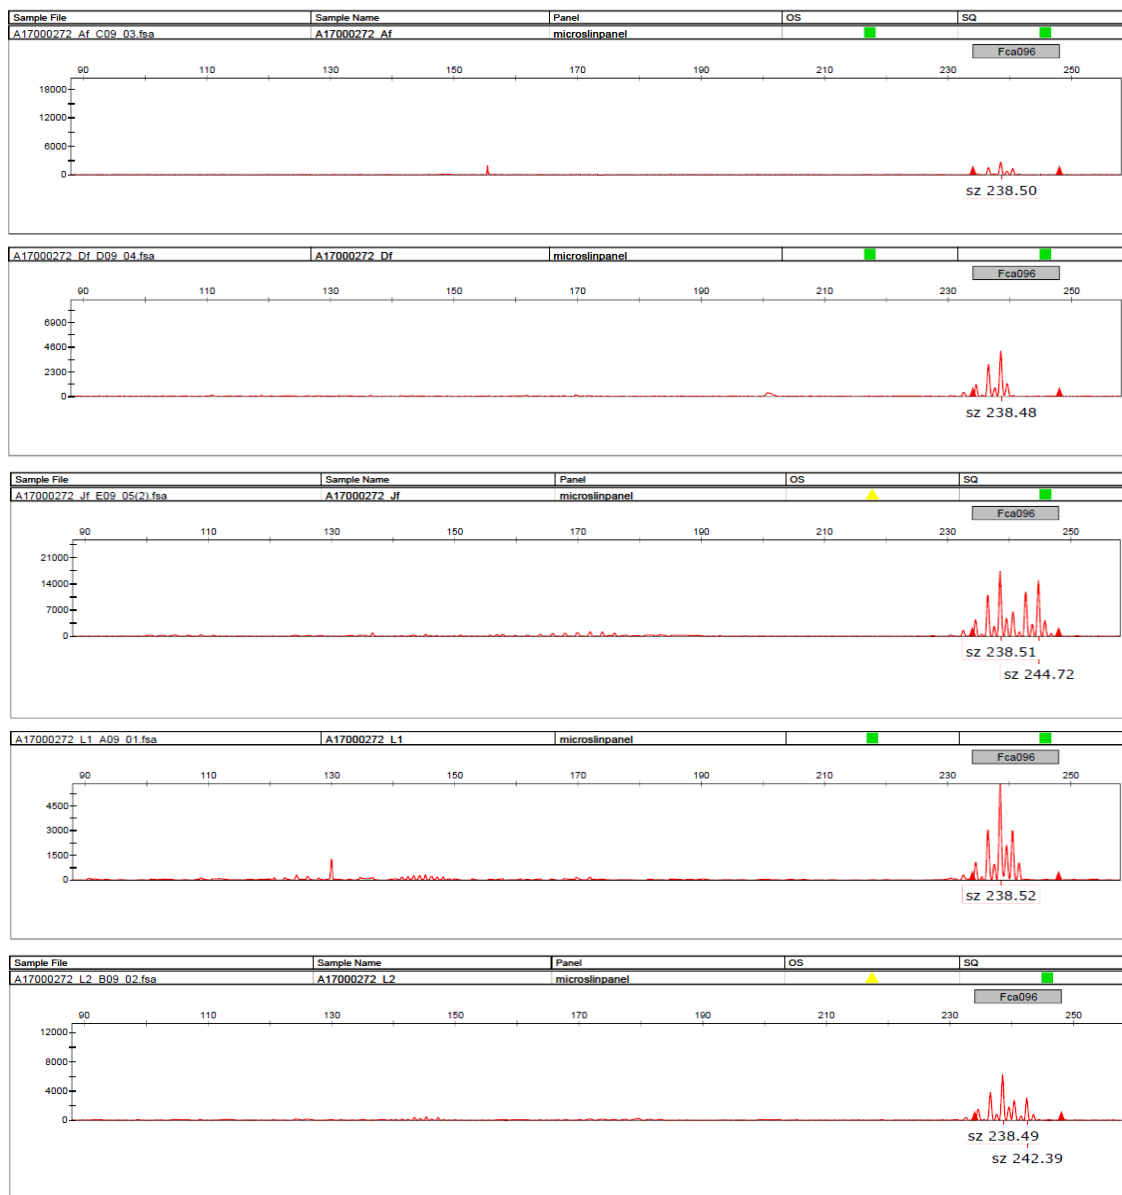 Sample File Sample Name Panel OS SQ
A17000272_Af_C09_03.fsa A17000272_Af microslinpanel
Fca096
90 110 130 150 170 190 210 230 250
18000
12000
6000
0
sz 238.50
A17000272_Df_D09_04.fsa A17000272_Df microslinpanel
Fca096
90 110 130 150 170 190 210 230 250
6900
4600
2300
0
sz 238.48
Sample File Sample Name Panel OS SQ
A17000272_Jf_E09_05(2).fsa A17000272_Jf microslinpanel
Fca096
90 110 130 150 170 190 210 230 250
21000
14000
7000
0
sz 238.51
sz 244.72
A17000272_L1_A09_01.fsa A17000272_L1 microslinpanel
Fca096
90 110 130 150 170 190 210 230 250
4500
3000
1500
0
sz 238.52
Sample File Sample Name Panel OS SQ
A17000272_L2_B09_02.fsa A17000272_L2 microslinpanel
Fca096
90 110 130 150 170 190 210 230 250
12000
8000
4000
0
sz 238.49
sz 242.39